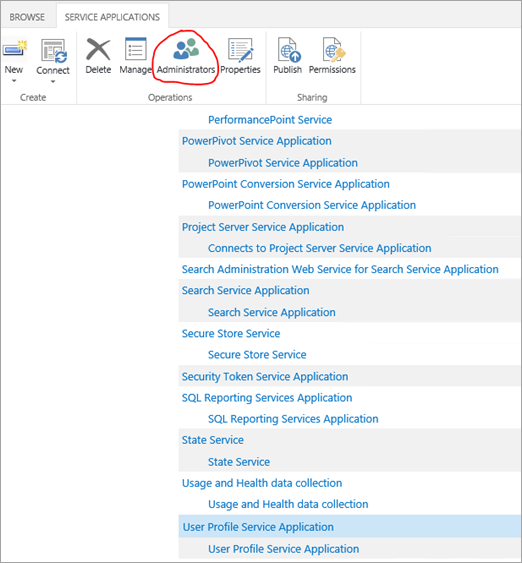 BROWSE SERVICE APPLICATIONS
New Connect Delete Manage Administrators Properties Publish Permissions
Create Operations Sharing
PerformancePoint Service
PowerPivot Service Application
PowerPivot Service Application
PowerPoint Conversion Service Application
PowerPoint Conversion Service Application
Project Server Service Application
Connects to Project Server Service Application
Search Administration Web Service for Search Service Application
Search Service Application
Search Service Application
Secure Store Service
Secure Store Service
Security Token Service Application
SQL Reporting Services Application
SQL Reporting Services Application
State Service
State Service
Usage and Health data collection
Usage and Health data collection
User Profile Service Application
User Profile Service Application